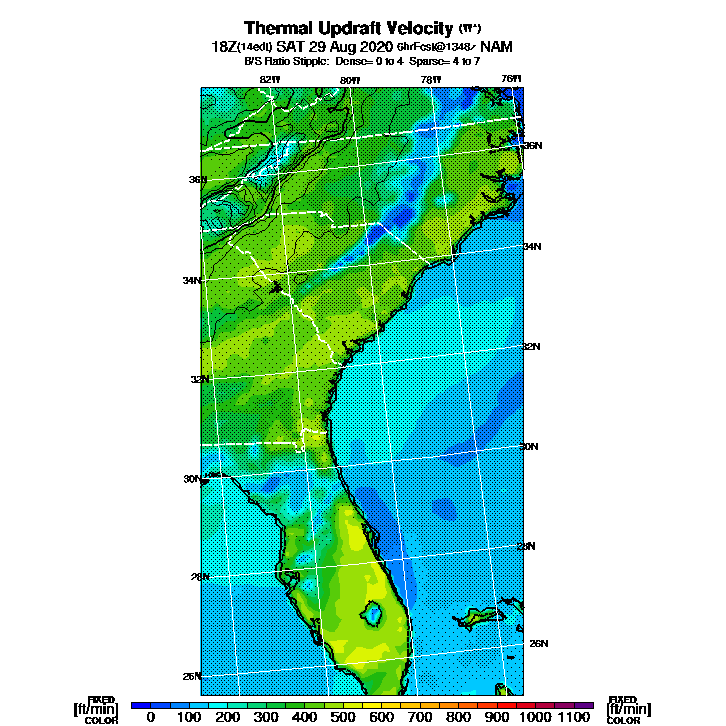 Thermal Updraft Velocity (π*)
18Z(14edt) SAT 29 Aug 2020 6hrFcst@1348z NAM
B/S Ratio Stipple: Dense= 0 to 4 Sparse= 4 to 7
82W 80W 78W 76W
36N
36N
34N
34N
32N
32N
30N
30N
28N
28N
26N
26N
FIXED
[ft/min]
COLOR
0 100 200 300 400 500 600 700 800 900 1000 1100
FIXED
[ft/min]
COLOR